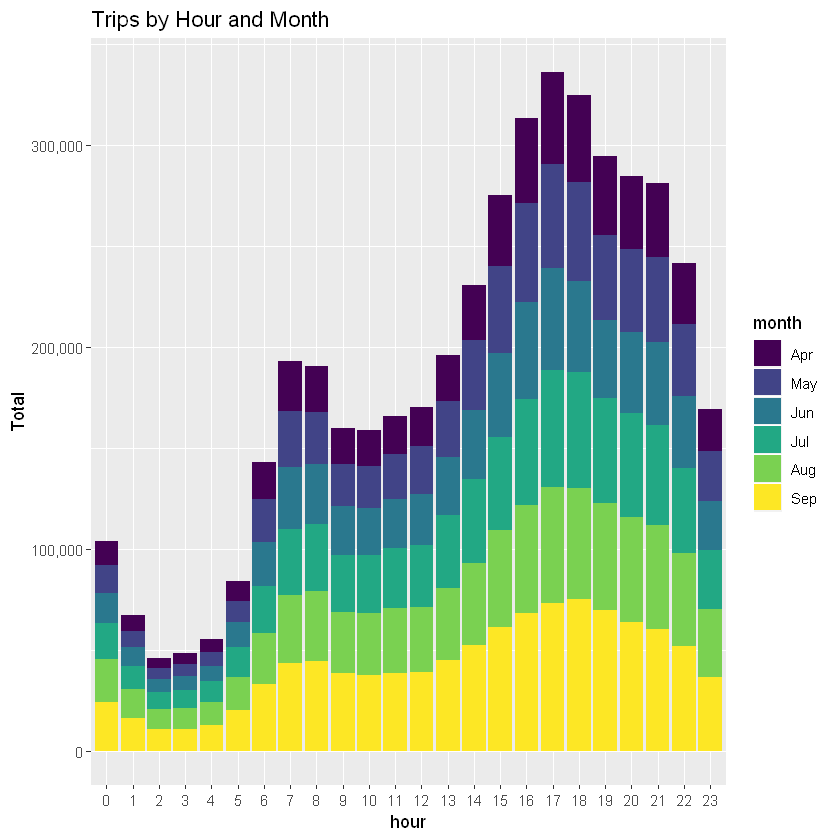 Trips by Hour and Month
300,000
200,000
100,000
0
Total
0 1 2 3 4 5 6 7 8 9 10 11 12 13 14 15 16 17 18 19 20 21 22 23
hour
month
Apr
May
Jun
Jul
Aug
Sep